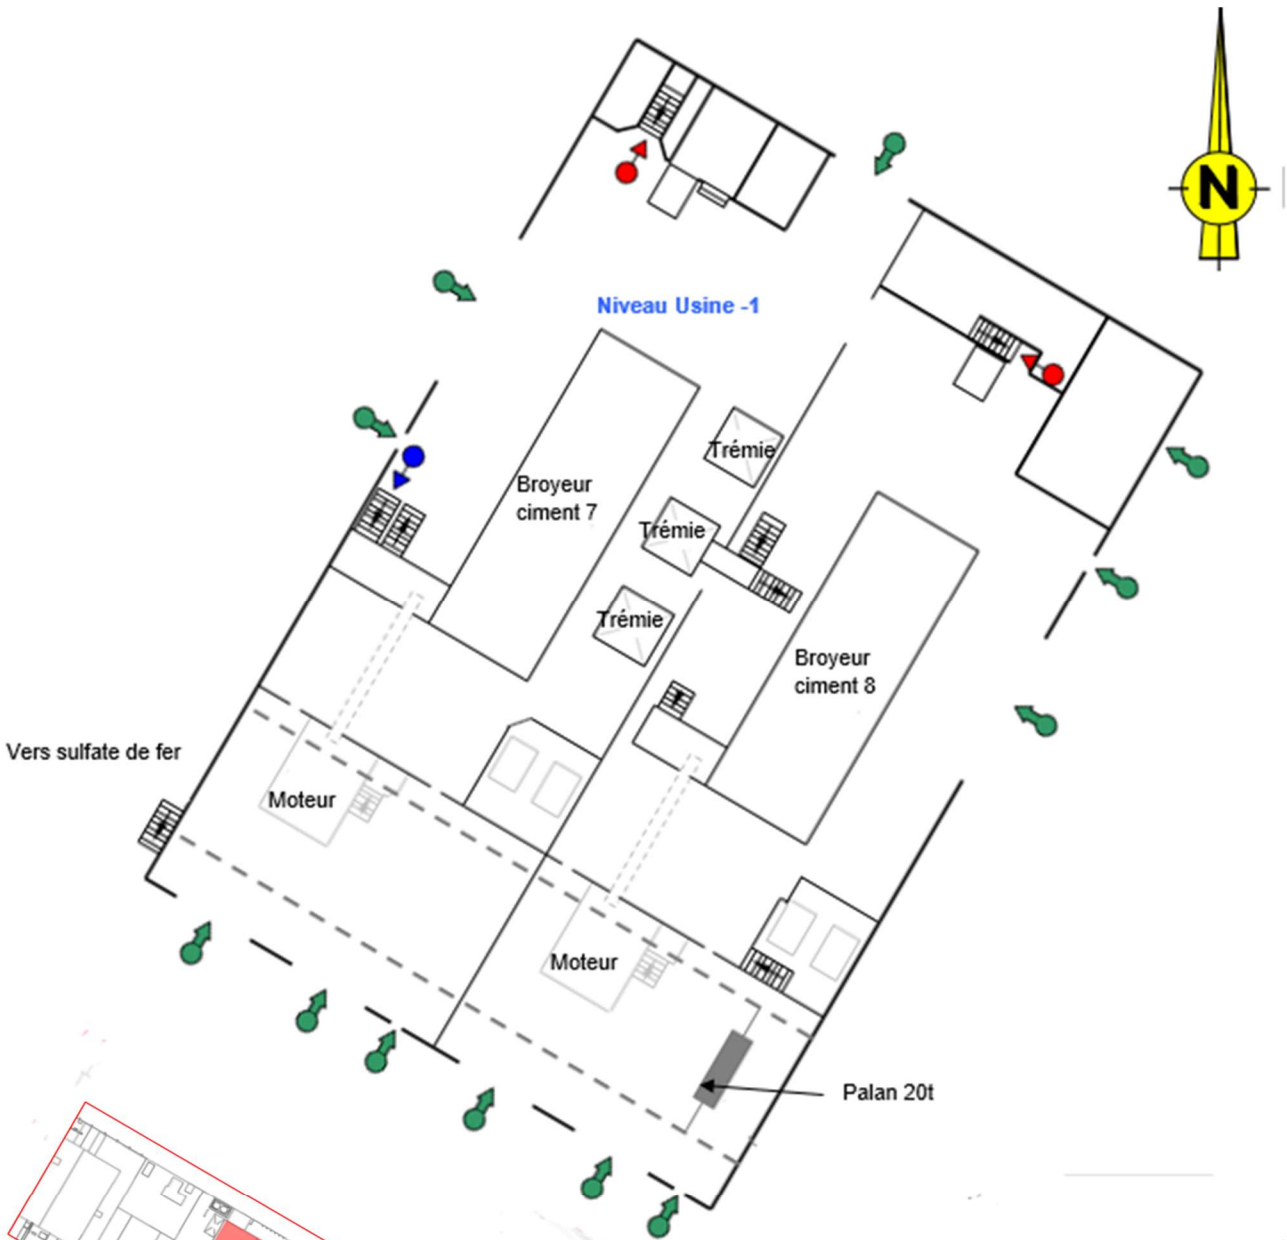 N
Niveau Usine -1
Trémie
Broyeur
ciment 7
Trémie
Trémie
Broyeur
ciment 8
Vers sulfate de fer
Moteur
Moteur
Palan 20t